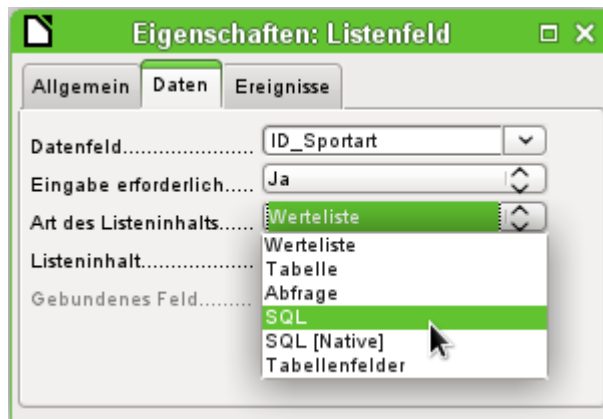 Eigenschaften: Listenfeld
Allgemein Daten Ereignisse
Datenfeld...................... ID_Sportart
Eingabe erforderlich..... Ja
Art des Listeninhalts...... Werteliste
Listeninhalt..................
Gebundenes Feld.........
Werteliste
Tabelle
Abfrage
SQL
SQL [Native]
Tabellenfelder